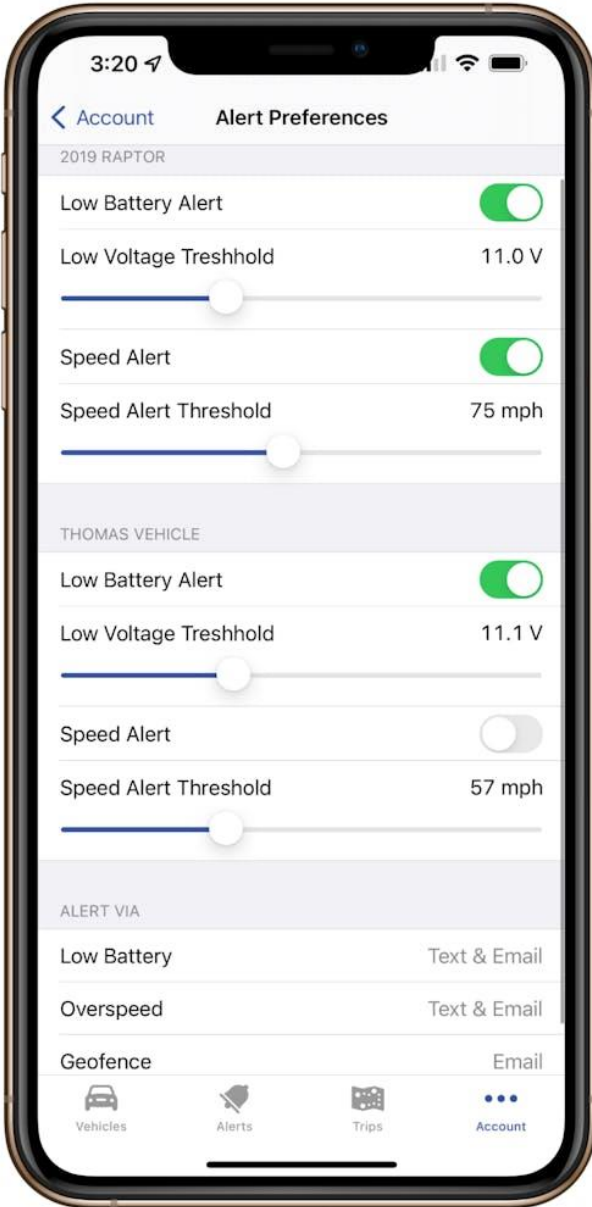 3:20
Account Alert Preferences
2019 RAPTOR
Low Battery Alert
Low Voltage Treshhold 11.0 V
Speed Alert
Speed Alert Threshold 75 mph
THOMAS VEHICLE
Low Battery Alert
Low Voltage Treshhold 11.1 V
Speed Alert
Speed Alert Threshold 57 mph
ALERT VIA
Low Battery Text & Email
Overspeed Text & Email
Geofence Email
Vehicles Alerts Trips Account